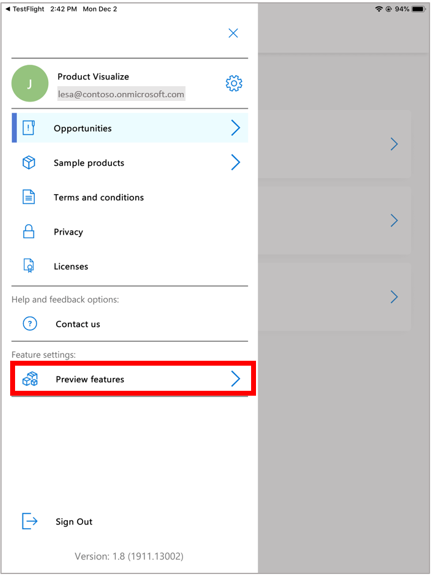 ◄ TestFlight 2:42 PM Mon Dec 2 94%
J
Product Visualize
lesa@contoso.onmicrosoft.com
Opportunities
Sample products
Terms and conditions
Privacy
Licenses
Help and feedback options:
Contact us
Feature settings:
Preview features
Sign Out
Version: 1.8 (1911.13002)